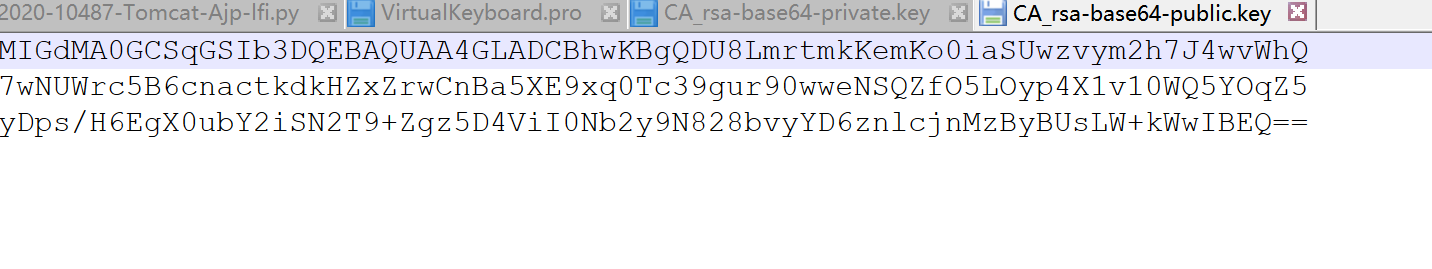 2020-10487-Tomcat-Ajp-lfi.py VirtualKeyboard.pro CA_rsa-base64-private.key CA_rsa-base64-public.key
MIGdMA0GCSqGSIb3DQEBAQUAA4GLADCBhwKBgQDU8LmrtmkKemKo0iaSUwzvym2h7J4wvWhQ
7wNUWrc5B6cnactkdkHZxZrwCnBa5XE9xq0Tc39gur90wweNSQZfO5LOyp4X1v10WQ5YOqZ5
yDps/H6EgX0ubY2iSN2T9+Zgz5D4ViI0Nb2y9N828bvyYD6znlcjnMzByBUsLW+kWwIBEQ==